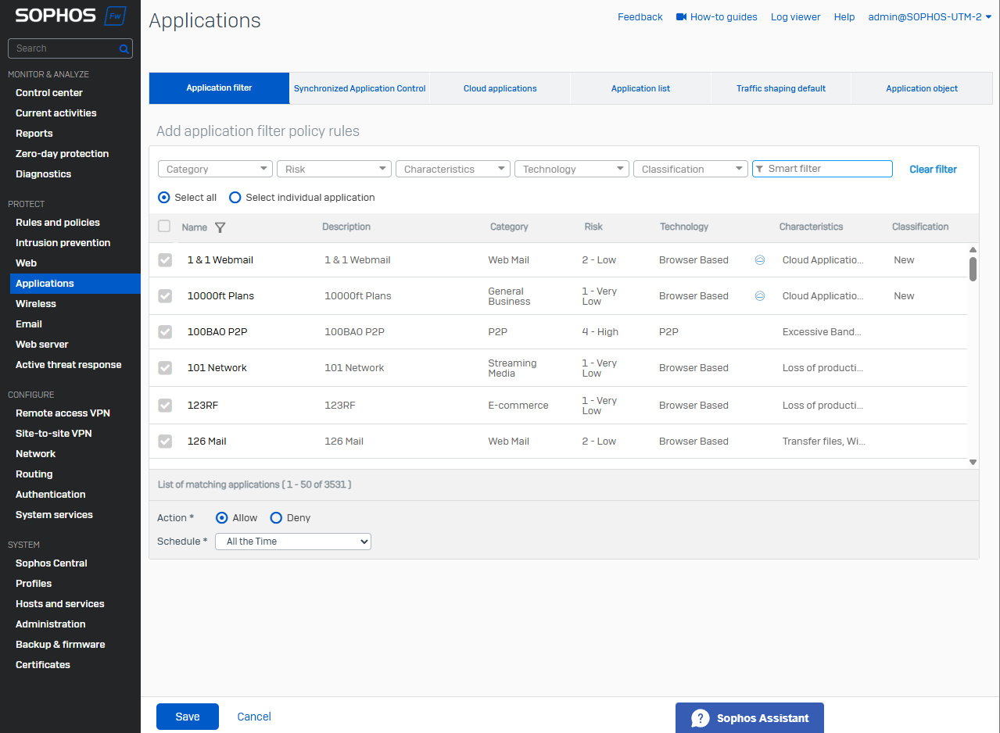 SOPHOS Fw
Search
MONITOR & ANALYZE
Control center
Current activities
Reports
Zero-day protection
Diagnostics
PROTECT
Rules and policies
Intrusion prevention
Web
Applications
Wireless
Email
Web server
Active threat response
CONFIGURE
Remote access VPN
Site-to-site VPN
Network
Routing
Authentication
System services
SYSTEM
Sophos Central
Profiles
Hosts and services
Administration
Backup & firmware
Certificates
Applications
Feedback How-to guides Log viewer Help admin@SOPHOS-UTM-2
Application filter Synchronized Application Control Cloud applications Application list Traffic shaping default Application object
Add application filter policy rules
Category Risk Characteristics Technology Classification Smart filter Clear filter
Select all Select individual application
Name Description Category Risk Technology Characteristics Classification
1 & 1 Webmail 1 & 1 Webmail Web Mail 2 - Low Browser Based Cloud Applicatio... New
10000ft Plans 10000ft Plans General Business 1 - Very Low Browser Based Cloud Applicatio... New
100BAO P2P 100BAO P2P P2P 4 - High P2P Excessive Band...
101 Network 101 Network Streaming Media 1 - Very Low Browser Based Loss of producti...
123RF 123RF E-commerce 1 - Very Low Browser Based Loss of producti...
126 Mail 126 Mail Web Mail 2 - Low Browser Based Transfer files, Wi...
List of matching applications ( 1 - 50 of 3531 )
Action * Allow Deny
Schedule * All the Time
Save Cancel
? Sophos Assistant